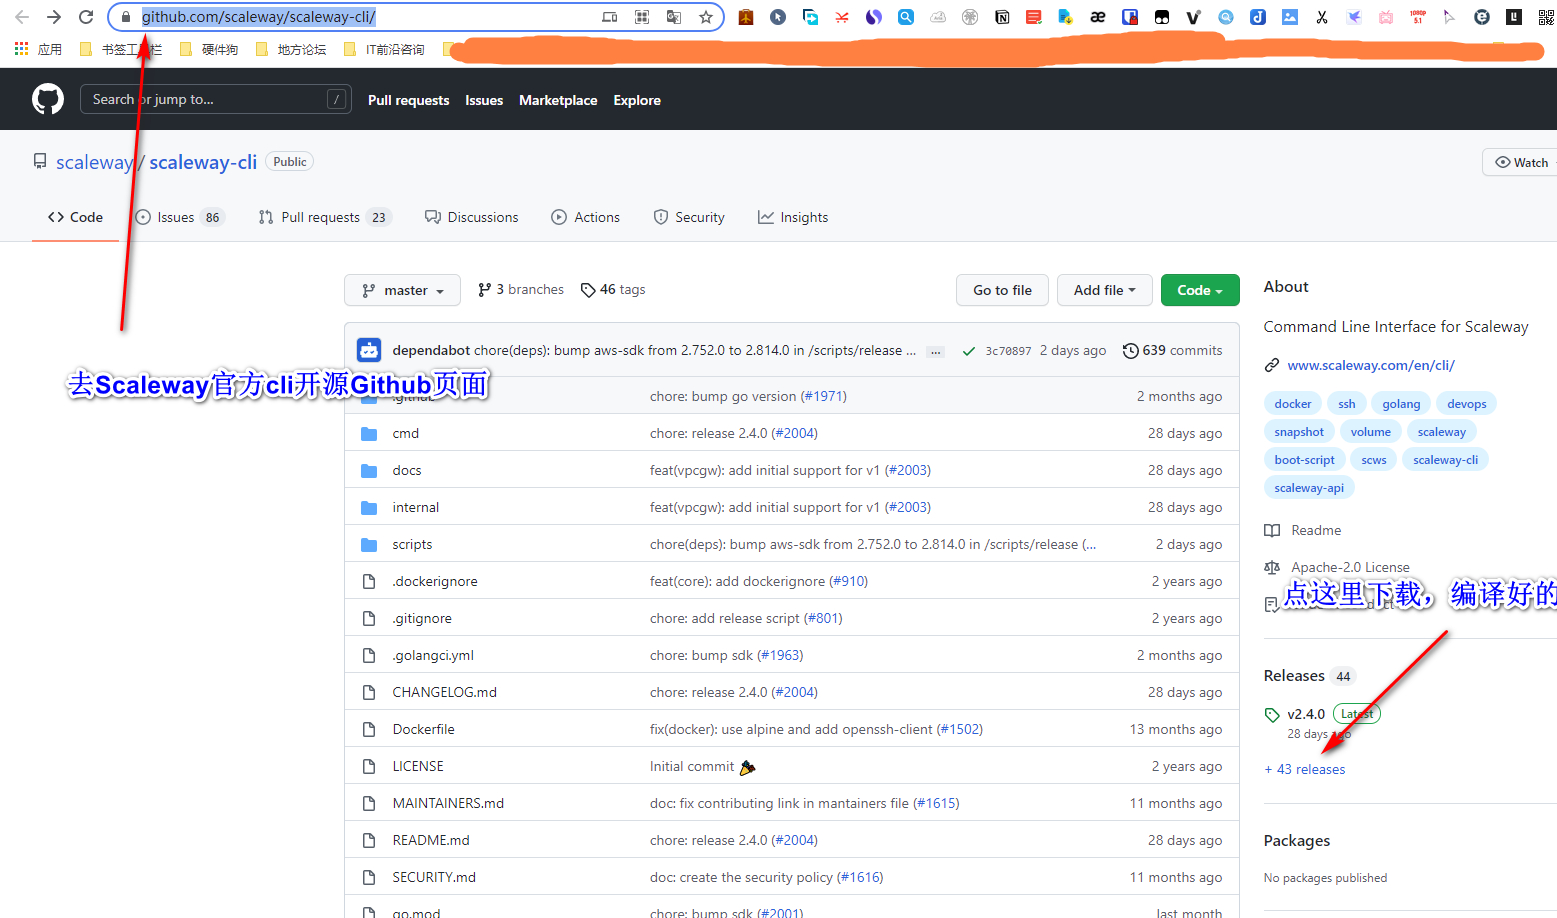 github.com/scaleway/scaleway-cli/
应用 书签工具栏 硬件狗 地方论坛 IT前沿咨询
Search or jump to... /
Pull requests Issues Marketplace Explore
scaleway / scaleway-cli Public
Watch
Code Issues 86 Pull requests 23 Discussions Actions Security Insights
master 3 branches 46 tags Go to file Add file Code
dependabot chore(deps): bump aws-sdk from 2.752.0 to 2.814.0 in /scripts/release ... ... 3c70897 2 days ago 639 commits
去Scaleway官方cli开源Github页面
.github chore: bump go version (#1971) 2 months ago
cmd chore: release 2.4.0 (#2004) 28 days ago
docs feat(vpcgw): add initial support for v1 (#2003) 28 days ago
internal feat(vpcgw): add initial support for v1 (#2003) 28 days ago
scripts chore(deps): bump aws-sdk from 2.752.0 to 2.814.0 in /scripts/release (... 2 days ago
.dockerignore feat(core): add dockerignore (#910) 2 years ago
.gitignore chore: add release script (#801) 2 years ago
.golangci.yml chore: bump sdk (#1963) 2 months ago
CHANGELOG.md chore: release 2.4.0 (#2004) 28 days ago
Dockerfile fix(docker): use alpine and add openssh-client (#1502) 13 months ago
LICENSE Initial commit 2 years ago
MAINTAINERS.md doc: fix contributing link in mantainers file (#1615) 11 months ago
README.md chore: release 2.4.0 (#2004) 28 days ago
SECURITY.md doc: create the security policy (#1616) 11 months ago
go.mod chore: bump sdk (#2001) last month
About
Command Line Interface for Scaleway
www.scaleway.com/en/cli/
docker ssh golang devops
snapshot volume scaleway
boot-script scws scaleway-cli
scaleway-api
Readme
Apache-2.0 License
点这里下载，编译好的
Releases 44
v2.4.0 Latest
28 days ago
+ 43 releases
Packages
No packages published